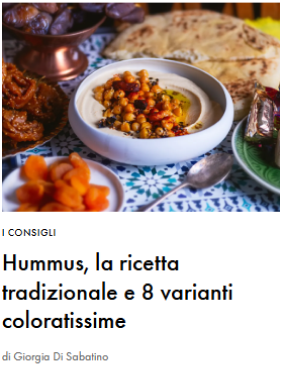 I CONSIGLI
Hummus, la ricetta
tradizionale e 8 varianti
coloratissime
di Giorgia Di Sabatino